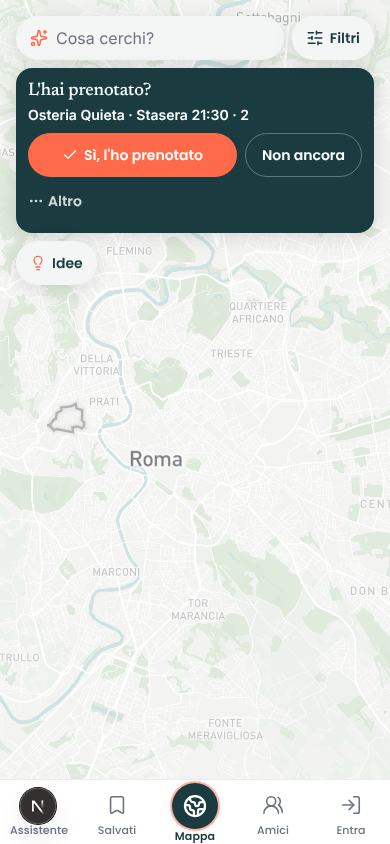 Settebagni
Cosa cerchi?
Filtri
L'hai prenotato?
Osteria Quieta · Stasera 21:30 · 2
Sì, l'ho prenotato
Non ancora
··· Altro
FLEMING
Idee
QUARTIERE
AFRICANO
TRIESTE
DELLA
VITTORIA
PRATI
Roma
CENT
MARCONI
DON B
TOR
MARANCIA
TRULLO
FONTE
MERAVIGLIOSA
N
Assistente
Salvati
Mappa
Amici
Entra